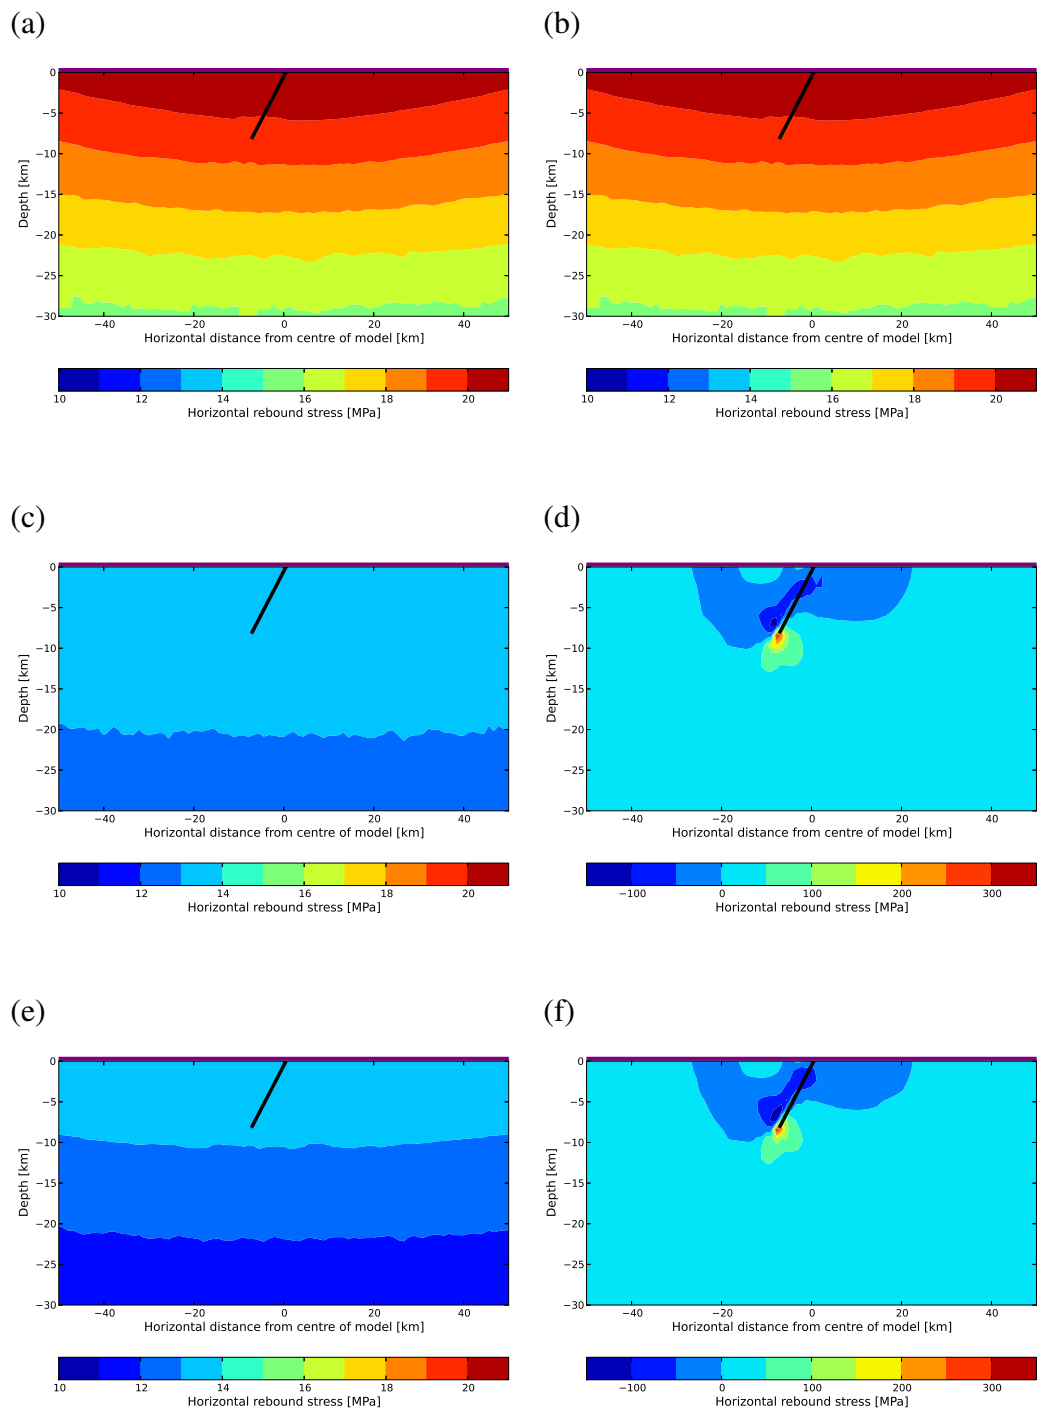 (a) (b)
0 0
−5 −5
−10 −10
−15 −15
−20 −20
−25 −25
−30 −30
Depth [km] Depth [km]
−40 −20 0 20 40 −40 −20 0 20 40
Horizontal distance from centre of model [km] Horizontal distance from centre of model [km]
10 12 14 16 18 20 10 12 14 16 18 20
Horizontal rebound stress [MPa] Horizontal rebound stress [MPa]
(c) (d)
0 0
−5 −5
−10 −10
−15 −15
−20 −20
−25 −25
−30 −30
Depth [km] Depth [km]
−40 −20 0 20 40 −40 −20 0 20 40
Horizontal distance from centre of model [km] Horizontal distance from centre of model [km]
10 12 14 16 18 20 −100 0 100 200 300
Horizontal rebound stress [MPa] Horizontal rebound stress [MPa]
(e) (f)
0 0
−5 −5
−10 −10
−15 −15
−20 −20
−25 −25
−30 −30
Depth [km] Depth [km]
−40 −20 0 20 40 −40 −20 0 20 40
Horizontal distance from centre of model [km] Horizontal distance from centre of model [km]
10 12 14 16 18 20 −100 0 100 200 300
Horizontal rebound stress [MPa] Horizontal rebound stress [MPa]